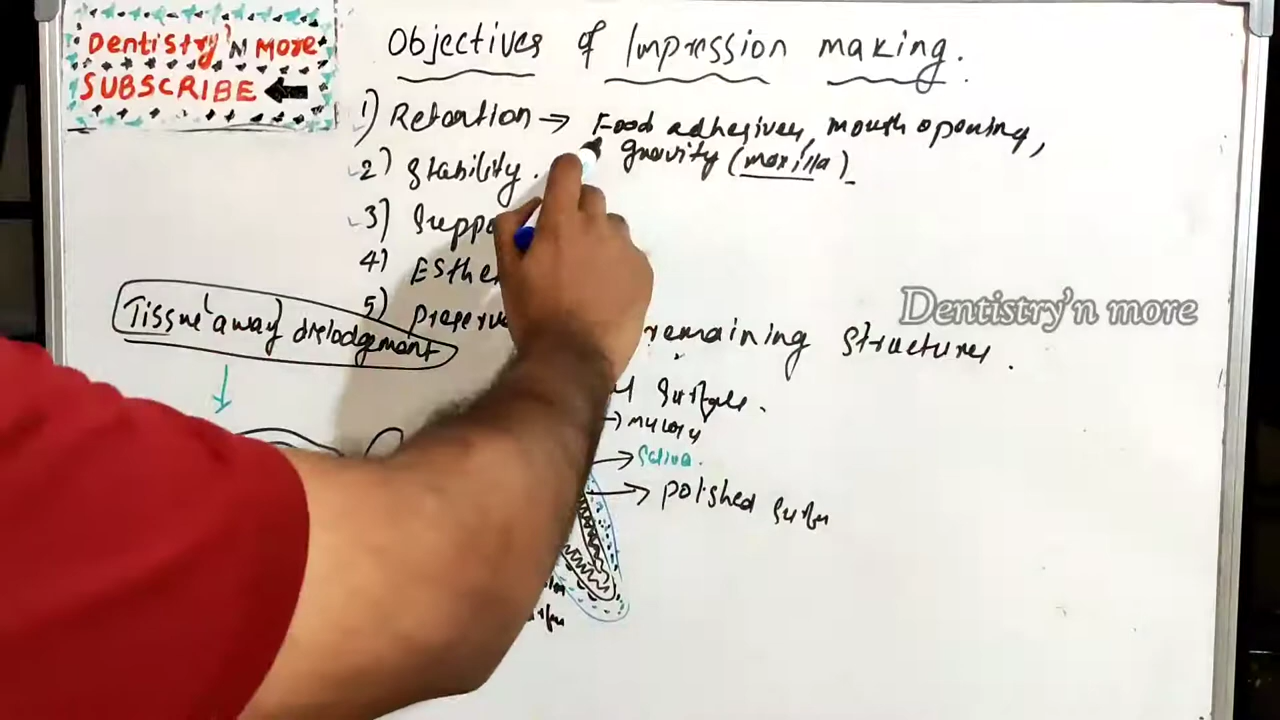 Dentistry'N MORE
SUBSCRIBE
Objectives of Impression making.
1) Retention → Food adhesives, mouth opening,
gravity (maxilla)
2) Stability.
3) Suppo
4) Esthe
5) preserv remaining structures.
Tissue away dislodgement
Dentistry'n more
surface.
→ mucosa
→ Saliva.
→ polished surfa